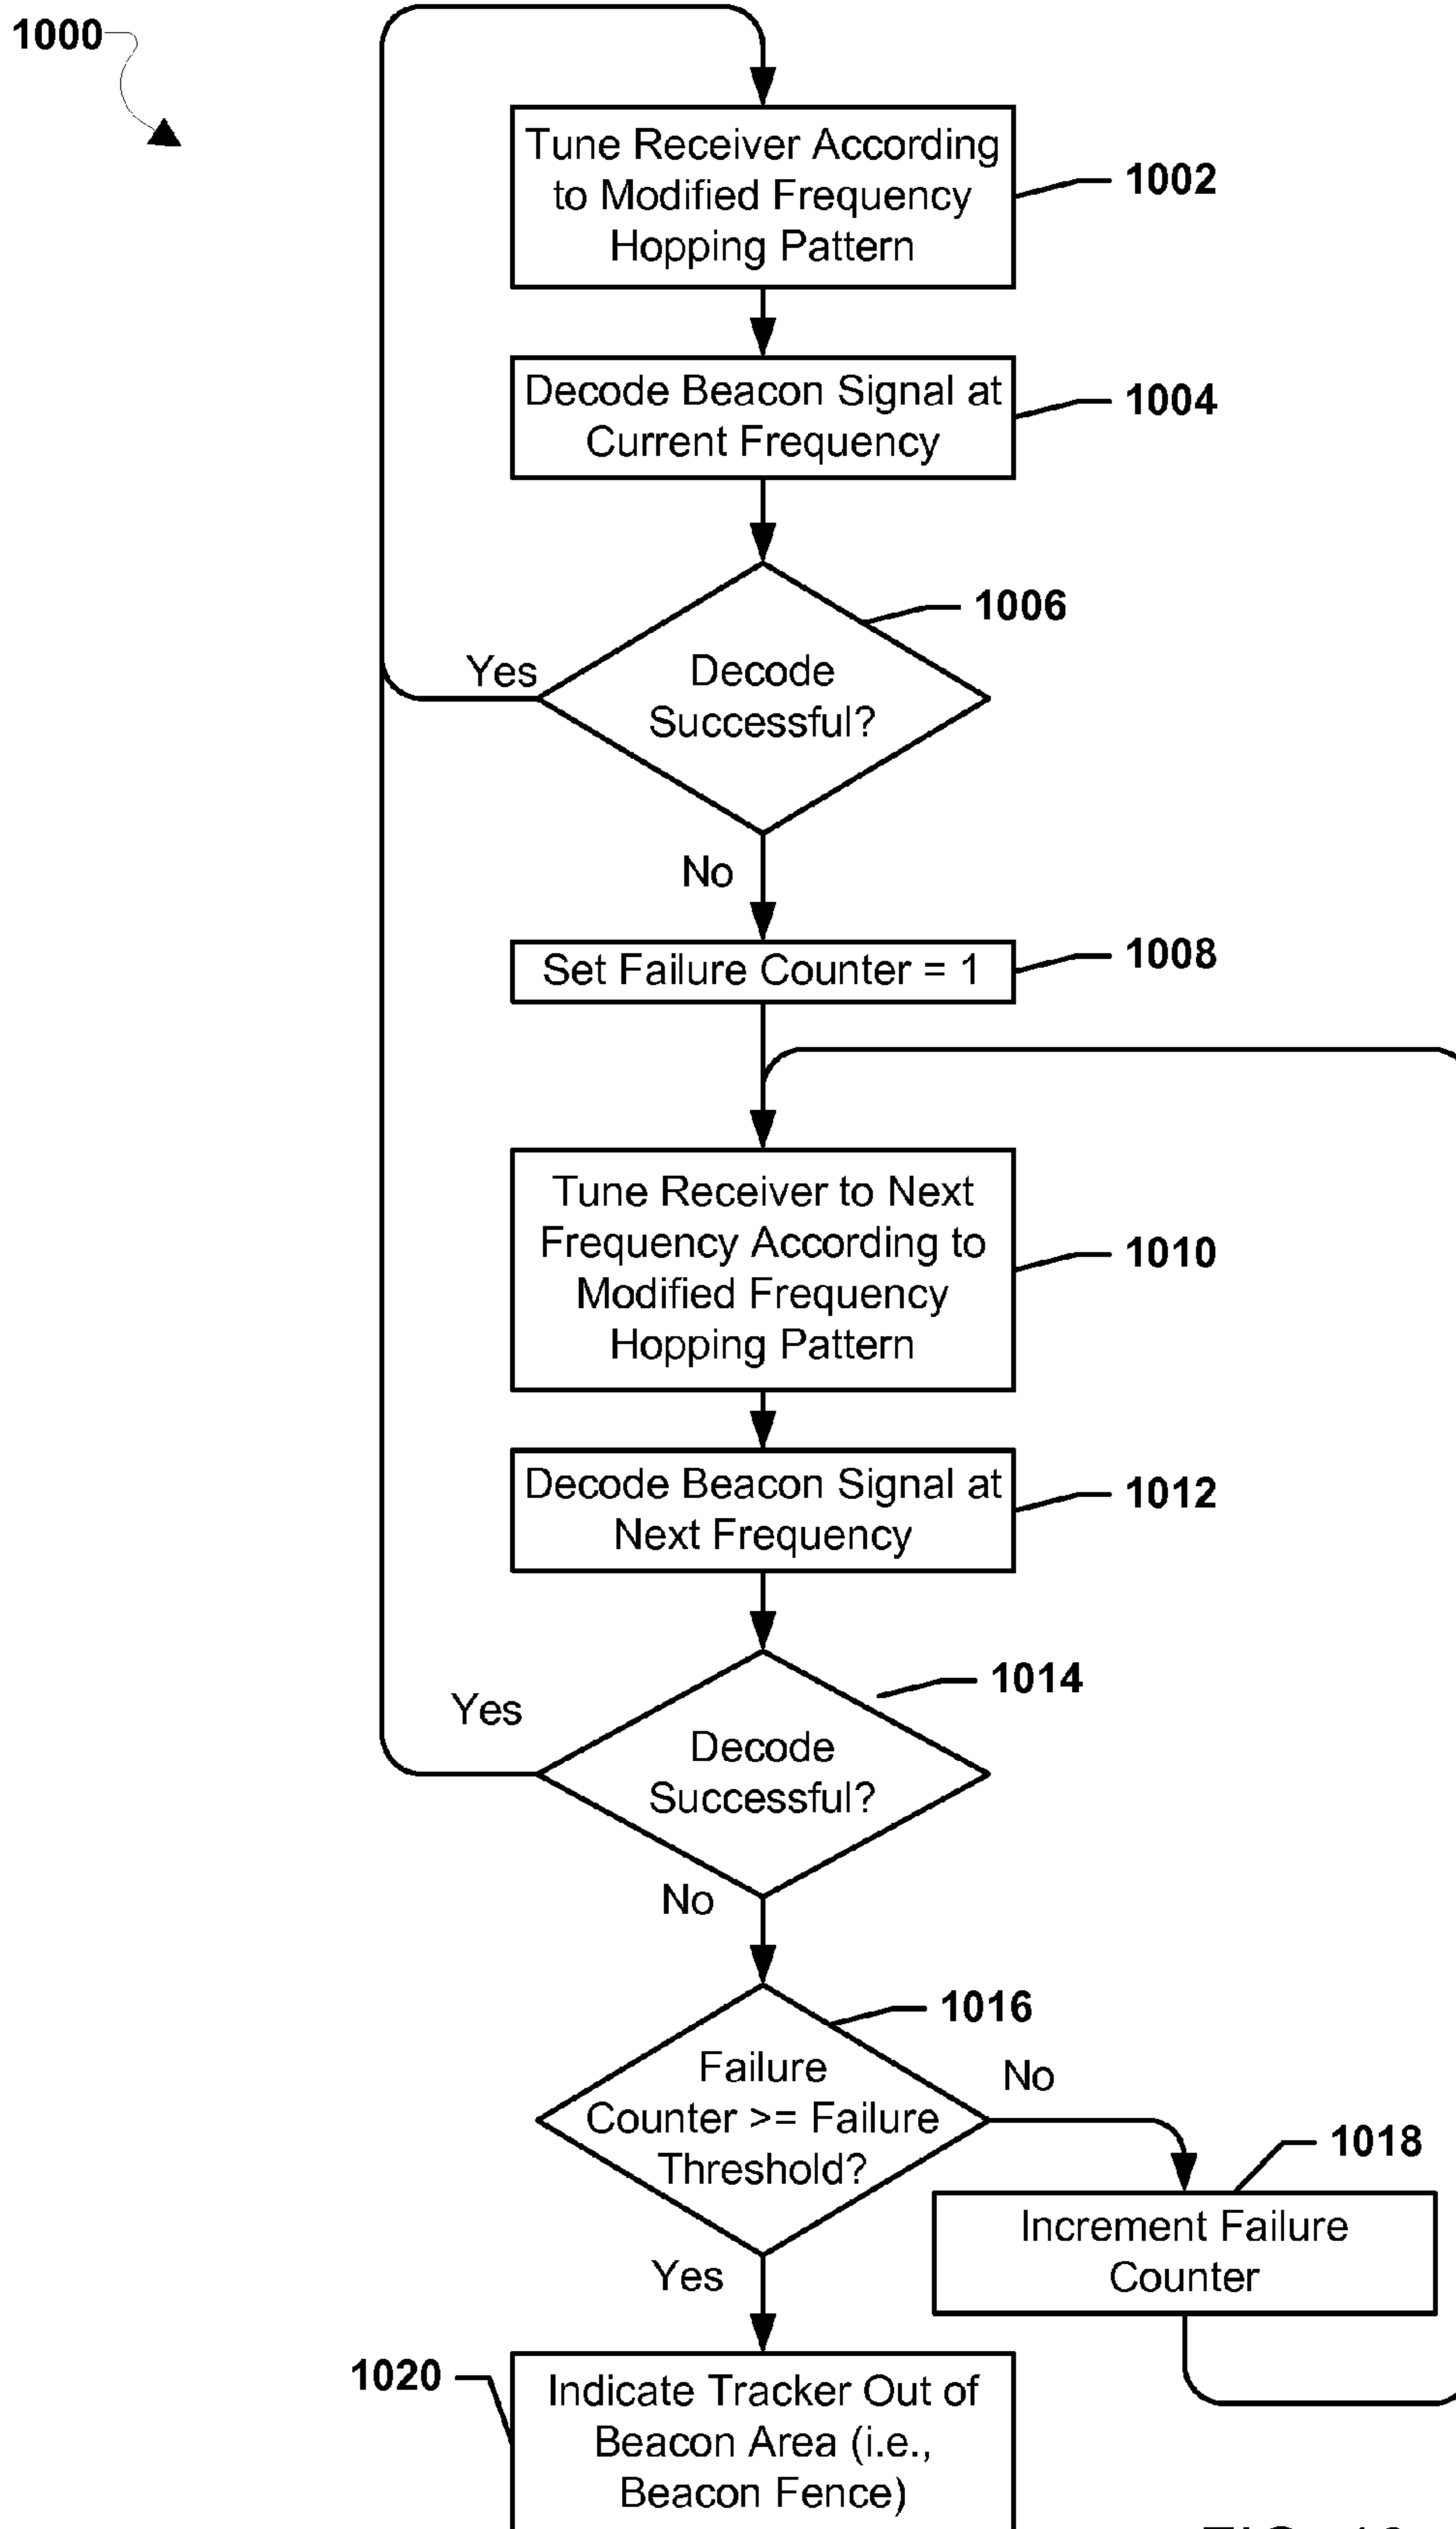 1000
Tune Receiver According
to Modified Frequency
Hopping Pattern
1002
Decode Beacon Signal at
Current Frequency
1004
1006
Yes
Decode
Successful?
No
Set Failure Counter = 1
1008
Tune Receiver to Next
Frequency According to
Modified Frequency
Hopping Pattern
1010
Decode Beacon Signal at
Next Frequency
1012
1014
Yes
Decode
Successful?
No
1016
Failure
Counter >= Failure
Threshold?
No
1018
Increment Failure
Counter
Yes
1020
Indicate Tracker Out of
Beacon Area (i.e.,
Beacon Fence)